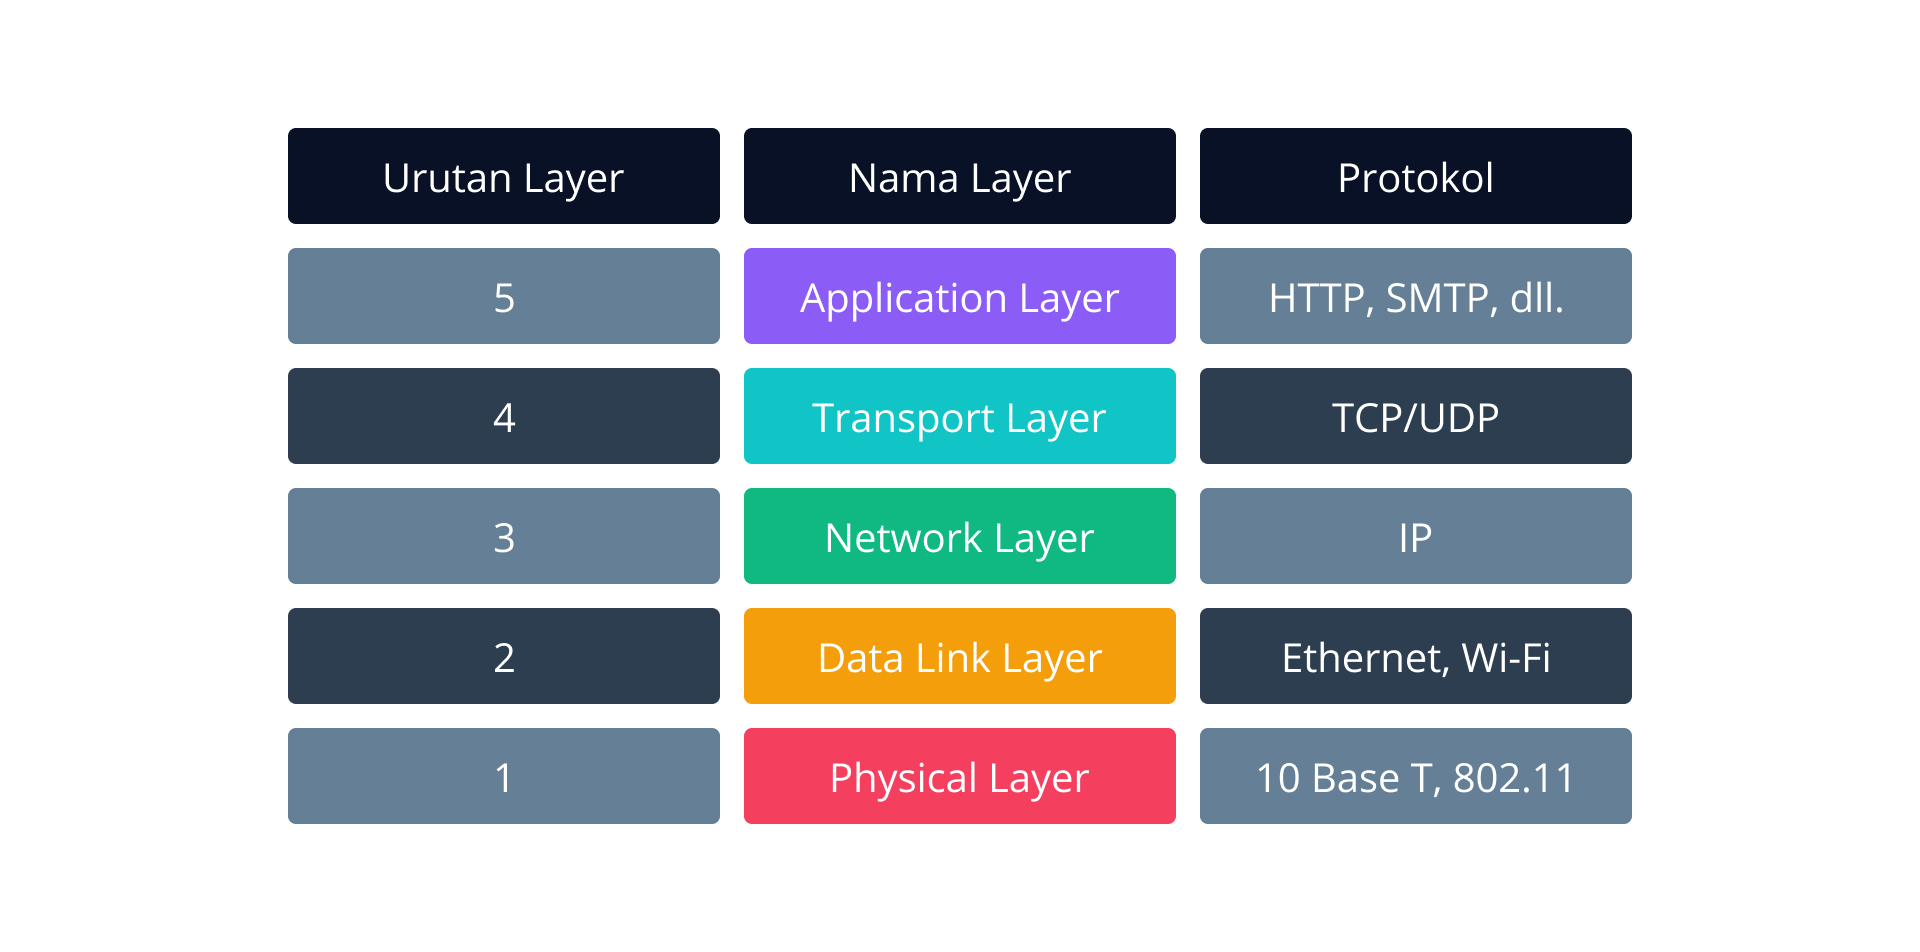 Urutan Layer Nama Layer Protokol
5 Application Layer HTTP, SMTP, dll.
4 Transport Layer TCP/UDP
3 Network Layer IP
2 Data Link Layer Ethernet, Wi-Fi
1 Physical Layer 10 Base T, 802.11